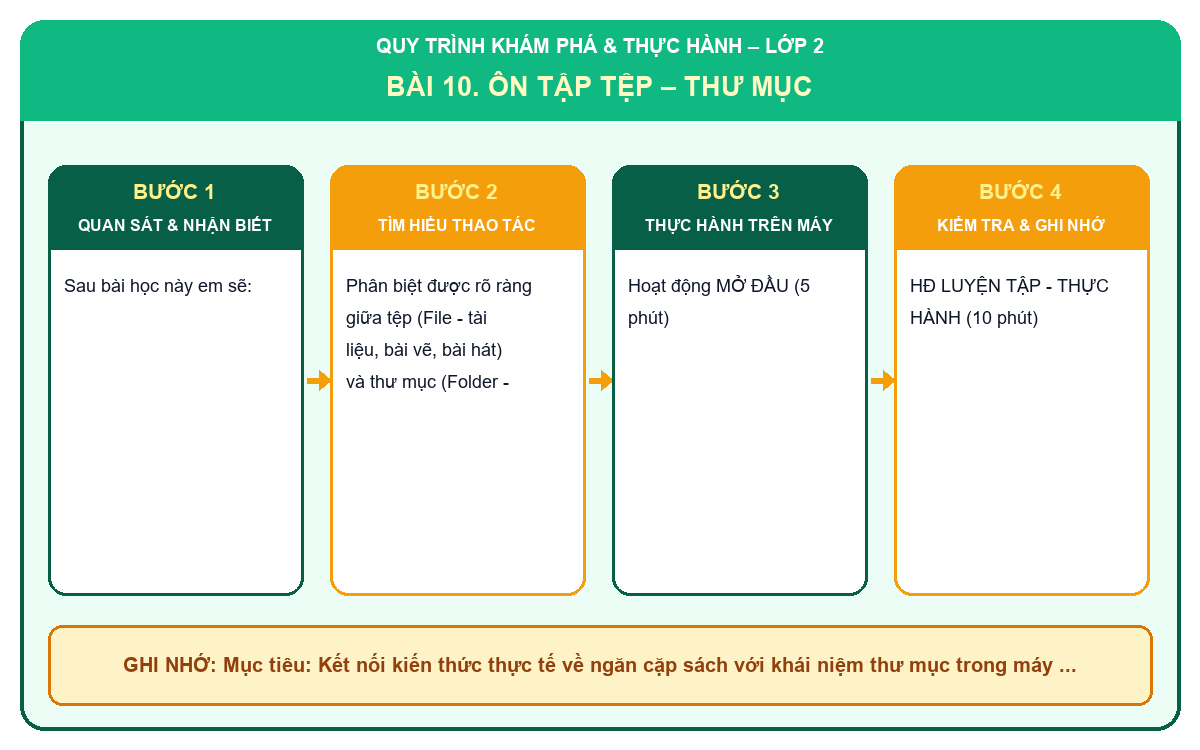 QUY TRÌNH KHÁM PHÁ & THỰC HÀNH – LỚP 2
BÀI 10. ÔN TẬP TỆP – THƯ MỤC
BƯỚC 1
QUAN SÁT & NHẬN BIẾT
Sau bài học này em sẽ:
BƯỚC 2
TÌM HIỂU THAO TÁC
Phân biệt được rõ ràng
giữa tệp (File - tài
liệu, bài vẽ, bài hát)
và thư mục (Folder -
BƯỚC 3
THỰC HÀNH TRÊN MÁY
Hoạt động MỞ ĐẦU (5
phút)
BƯỚC 4
KIỂM TRA & GHI NHỚ
HĐ LUYỆN TẬP - THỰC
HÀNH (10 phút)
GHI NHỚ: Mục tiêu: Kết nối kiến thức thực tế về ngăn cặp sách với khái niệm thư mục trong máy ...